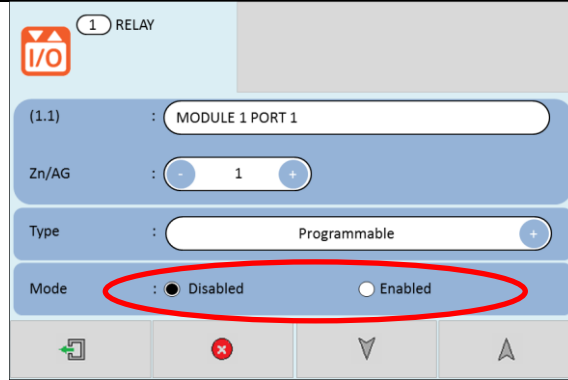 1 RELAY
I/O
(1.1) : MODULE 1 PORT 1
Zn/AG : - 1 +
Type : Programmable +
Mode : Disabled Enabled